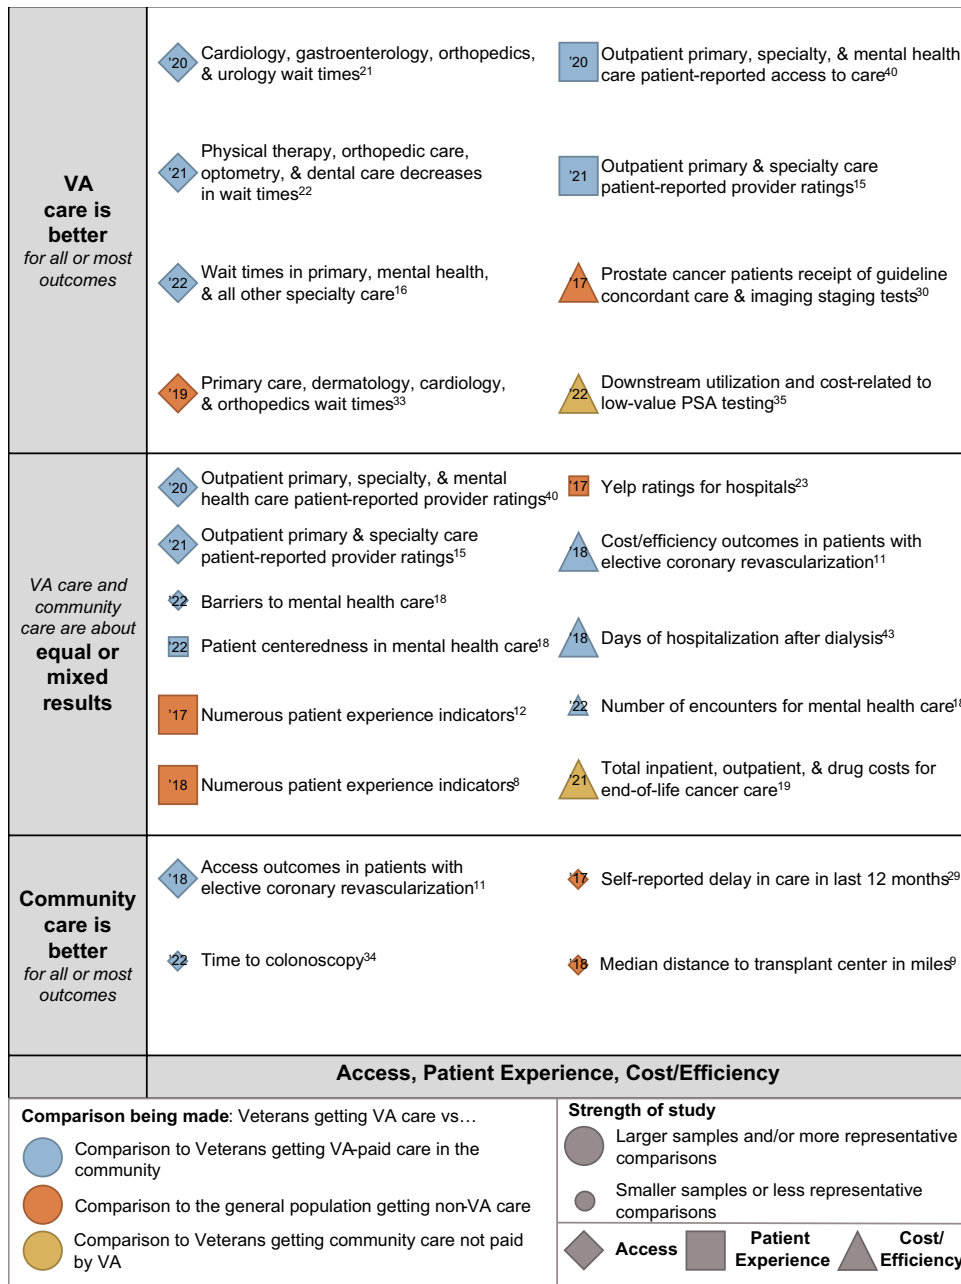 VA
care is
better
for all or most
outcomes
'20
Cardiology, gastroenterology, orthopedics,
& urology wait times21
'21
Physical therapy, orthopedic care,
optometry, & dental care decreases
in wait times22
'22
Wait times in primary, mental health,
& all other specialty care16
'19
Primary care, dermatology, cardiology,
& orthopedics wait times33
'20
Outpatient primary, specialty, & mental health
care patient-reported access to care40
'21
Outpatient primary & specialty care
patient-reported provider ratings15
'17
Prostate cancer patients receipt of guideline
concordant care & imaging staging tests30
'22
Downstream utilization and cost-related to
low-value PSA testing35
VA care and
community
care are about
equal or
mixed
results
'20
Outpatient primary, specialty, & mental
health care patient-reported provider ratings40
'21
Outpatient primary & specialty care
patient-reported provider ratings15
'22
Barriers to mental health care18
'22
Patient centeredness in mental health care18
'17
Numerous patient experience indicators12
'18
Numerous patient experience indicators8
'17
Yelp ratings for hospitals23
'18
Cost/efficiency outcomes in patients with
elective coronary revascularization11
'18
Days of hospitalization after dialysis43
'22
Number of encounters for mental health care18
'21
Total inpatient, outpatient, & drug costs for
end-of-life cancer care19
Community
care is
better
for all or most
outcomes
'18
Access outcomes in patients with
elective coronary revascularization11
'22
Time to colonoscopy34
'17
Self-reported delay in care in last 12 months29
'18
Median distance to transplant center in miles9
Access, Patient Experience, Cost/Efficiency
Comparison being made: Veterans getting VA care vs…
Comparison to Veterans getting VA-paid care in the
community
Comparison to the general population getting non-VA care
Comparison to Veterans getting community care not paid
by VA
Strength of study
Larger samples and/or more representative
comparisons
Smaller samples or less representative
comparisons
Access
Patient
Experience
Cost/
Efficiency